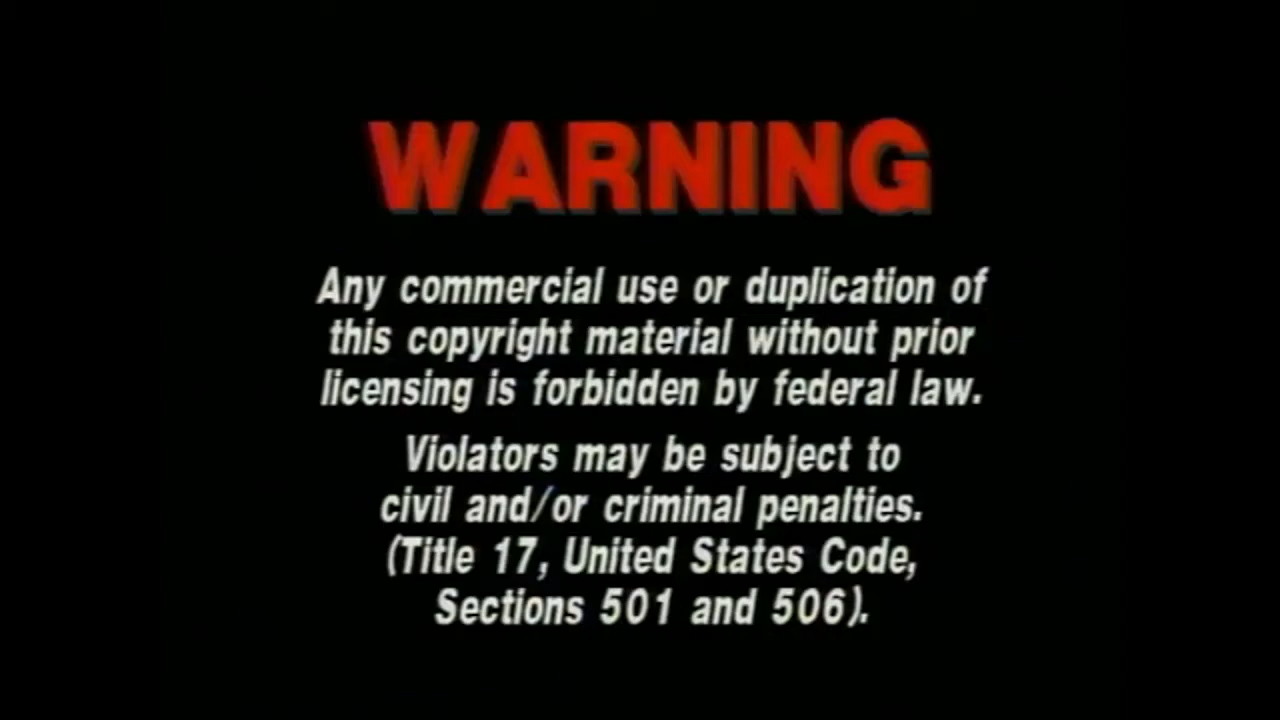 WARNING
Any commercial use or duplication of
this copyright material without prior
licensing is forbidden by federal law.
Violators may be subject to
civil and/or criminal penalties.
(Title 17, United States Code,
Sections 501 and 506).